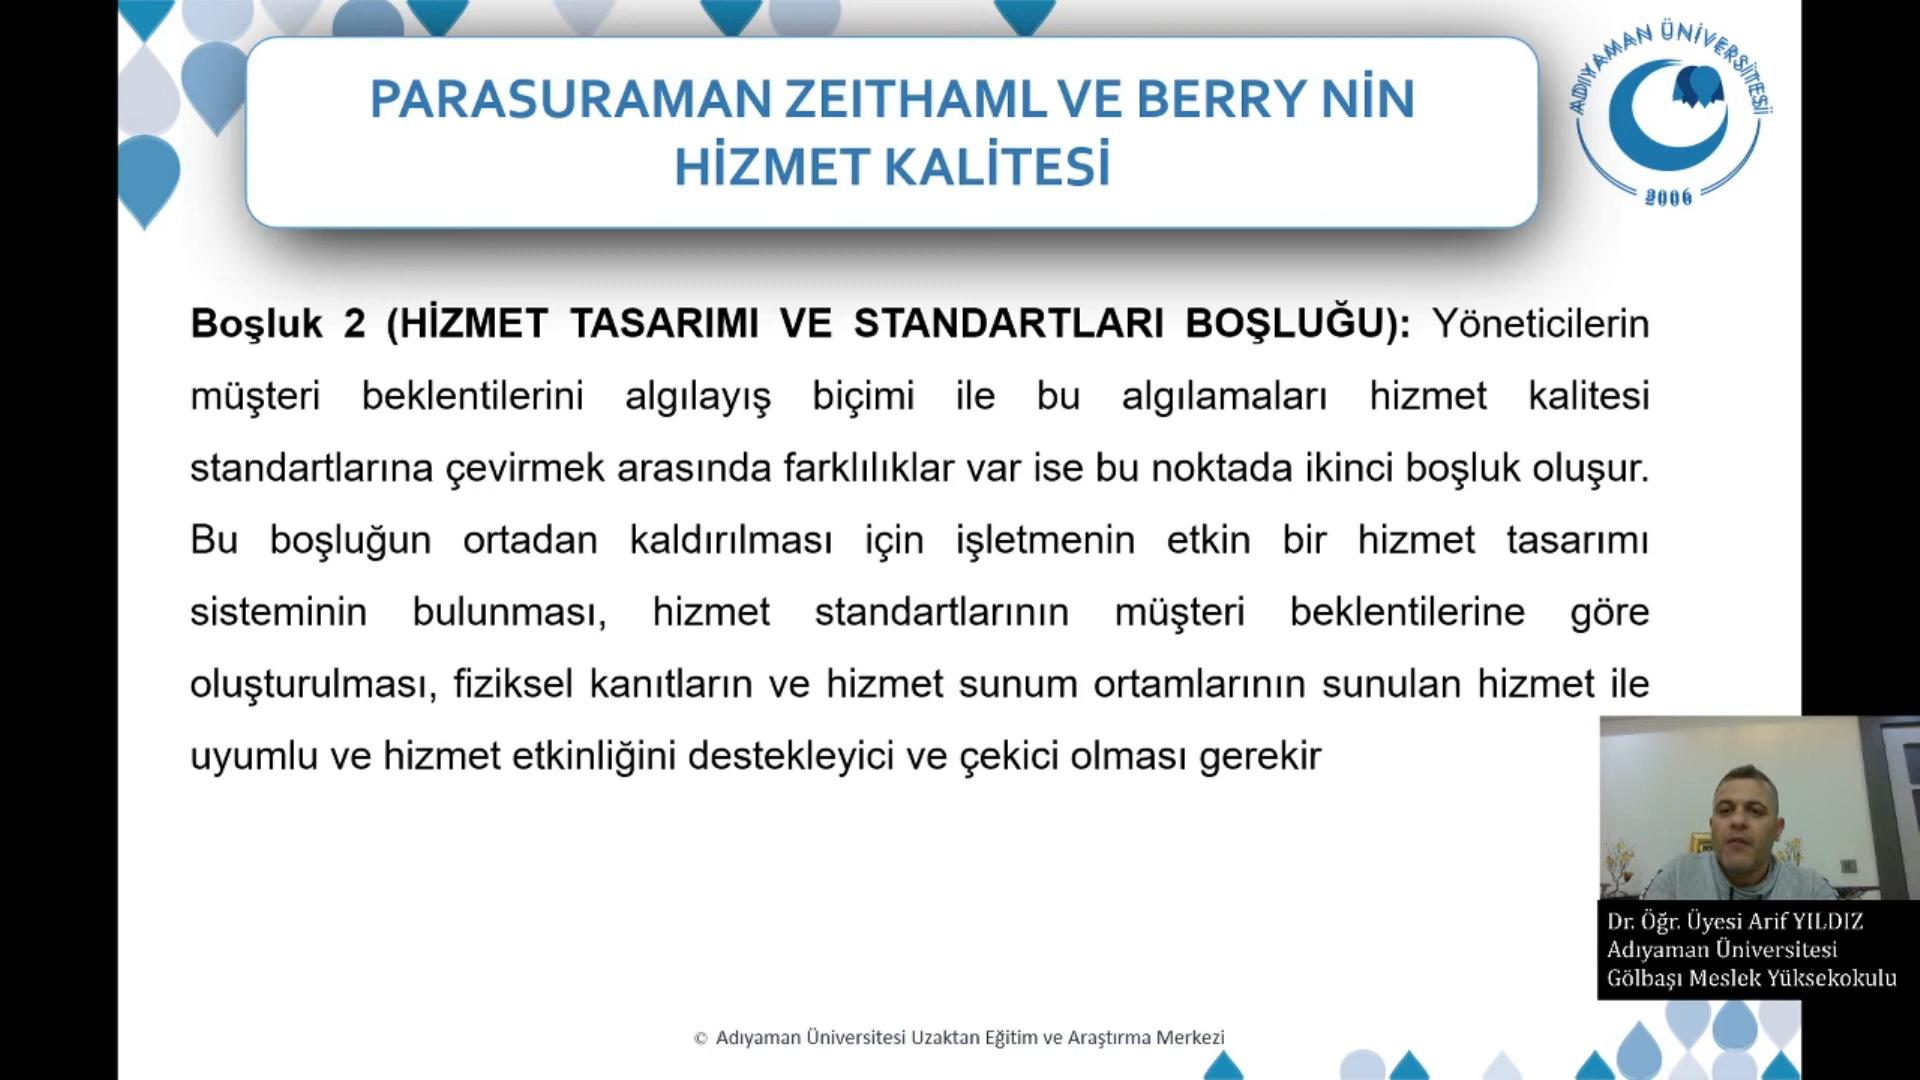 PARASURAMAN ZEITHAML VE BERRY NİN
HİZMET KALİTESİ
ADIYAMAN ÜNİVERSİTESİ
2006
Boşluk 2 (HİZMET TASARIMI VE STANDARTLARI BOŞLUĞU): Yöneticilerin
müşteri beklentilerini algılayış biçimi ile bu algılamaları hizmet kalitesi
standartlarına çevirmek arasında farklılıklar var ise bu noktada ikinci boşluk oluşur.
Bu boşluğun ortadan kaldırılması için işletmenin etkin bir hizmet tasarımı
sisteminin bulunması, hizmet standartlarının müşteri beklentilerine göre
oluşturulması, fiziksel kanıtların ve hizmet sunum ortamlarının sunulan hizmet ile
uyumlu ve hizmet etkinliğini destekleyici ve çekici olması gerekir
Dr. Öğr. Üyesi Arif YILDIZ
Adıyaman Üniversitesi
Gölbaşı Meslek Yüksekokulu
© Adıyaman Üniversitesi Uzaktan Eğitim ve Araştırma Merkezi